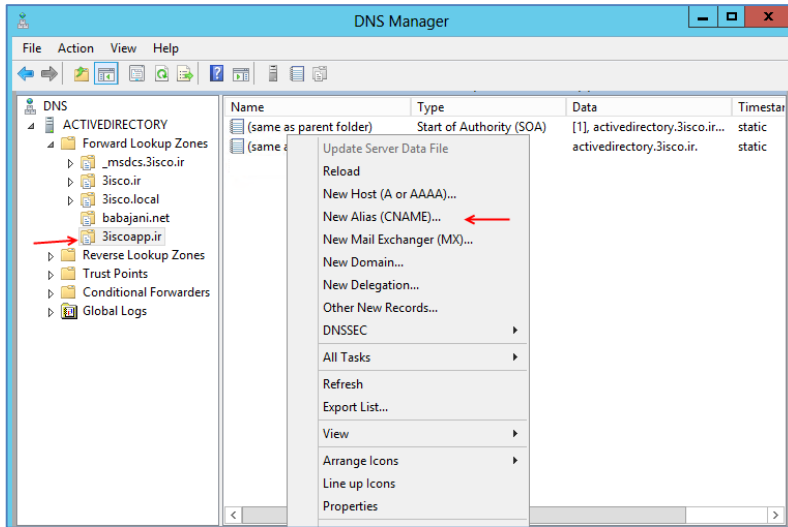 DNS Manager
File Action View Help
DNS
ACTIVEDIRECTORY
Forward Lookup Zones
_msdcs.3isco.ir
3isco.ir
3isco.local
babajani.net
3iscoapp.ir
Reverse Lookup Zones
Trust Points
Conditional Forwarders
Global Logs
Name Type Data Timestar
(same as parent folder) Start of Authority (SOA) [1], activedirectory.3isco.ir... static
(same a activedirectory.3isco.ir. static
Update Server Data File
Reload
New Host (A or AAAA)...
New Alias (CNAME)...
New Mail Exchanger (MX)...
New Domain...
New Delegation...
Other New Records...
DNSSEC
All Tasks
Refresh
Export List...
View
Arrange Icons
Line up Icons
Properties